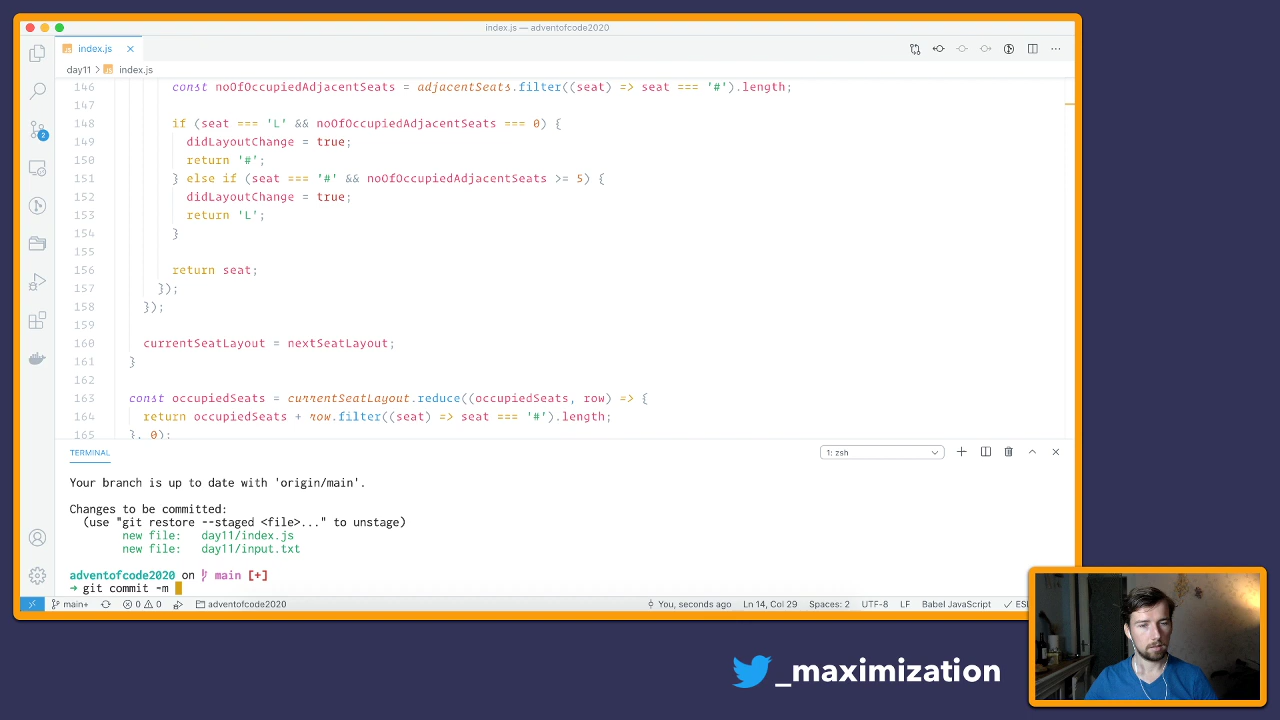 index.js — adventofcode2020
index.js
day11 > index.js
146 const noOfOccupiedAdjacentSeats = adjacentSeats.filter((seat) => seat === '#').length;
147
148 if (seat === 'L' && noOfOccupiedAdjacentSeats === 0) {
149 didLayoutChange = true;
150 return '#';
151 } else if (seat === '#' && noOfOccupiedAdjacentSeats >= 5) {
152 didLayoutChange = true;
153 return 'L';
154 }
155
156 return seat;
157 });
158 });
159
160 currentSeatLayout = nextSeatLayout;
161 }
162
163 const occupiedSeats = currentSeatLayout.reduce((occupiedSeats, row) => {
164 return occupiedSeats + row.filter((seat) => seat === '#').length;
165 }, 0);
2
TERMINAL
1: zsh
Your branch is up to date with 'origin/main'.
Changes to be committed:
(use "git restore --staged <file>..." to unstage)
new file: day11/index.js
new file: day11/input.txt
adventofcode2020 on main [+]
➜ git commit -m
main+ 0 0 adventofcode2020 You, seconds ago Ln 14, Col 29 Spaces: 2 UTF-8 LF Babel JavaScript ✓ ESI
_maximization